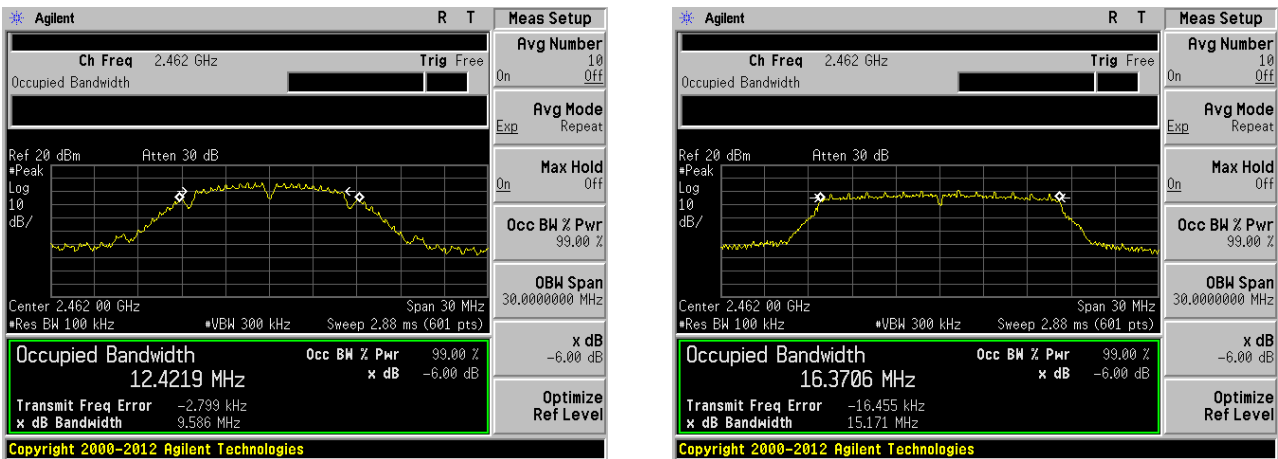 Agilent R T
Meas Setup
Ch Freq 2.462 GHz Trig Free
Occupied Bandwidth
Avg Number
10
On Off
Avg Mode
Exp Repeat
Ref 20 dBm Atten 30 dB
#Peak
Log
10
dB/
Max Hold
On Off
Occ BW % Pwr
99.00 %
OBW Span
30.0000000 MHz
Center 2.462 00 GHz Span 30 MHz
#Res BW 100 kHz #VBW 300 kHz Sweep 2.88 ms (601 pts)
x dB
-6.00 dB
Optimize
Ref Level
Occupied Bandwidth Occ BW % Pwr 99.00 %
12.4219 MHz x dB -6.00 dB
Transmit Freq Error -2.799 kHz
x dB Bandwidth 9.586 MHz
Copyright 2000-2012 Agilent Technologies
Agilent R T
Meas Setup
Ch Freq 2.462 GHz Trig Free
Occupied Bandwidth
Avg Number
10
On Off
Avg Mode
Exp Repeat
Ref 20 dBm Atten 30 dB
#Peak
Log
10
dB/
Max Hold
On Off
Occ BW % Pwr
99.00 %
OBW Span
30.0000000 MHz
Center 2.462 00 GHz Span 30 MHz
#Res BW 100 kHz #VBW 300 kHz Sweep 2.88 ms (601 pts)
x dB
-6.00 dB
Optimize
Ref Level
Occupied Bandwidth Occ BW % Pwr 99.00 %
16.3706 MHz x dB -6.00 dB
Transmit Freq Error -16.455 kHz
x dB Bandwidth 15.171 MHz
Copyright 2000-2012 Agilent Technologies